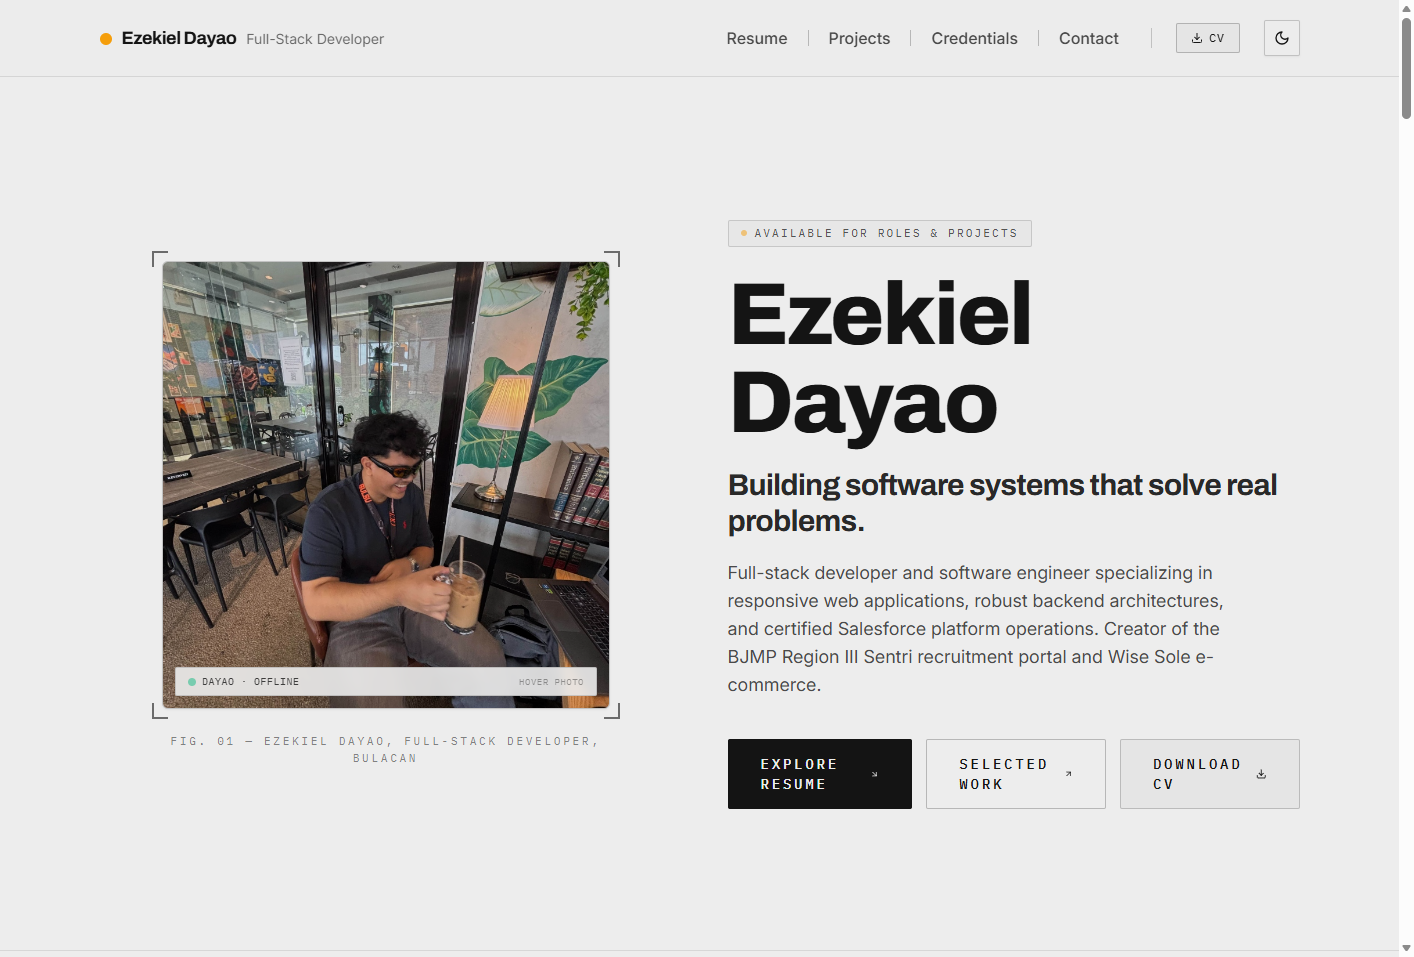 Ezekiel Dayao Full-Stack Developer
Resume Projects Credentials Contact CV
AVAILABLE FOR ROLES & PROJECTS
Ezekiel
Dayao
Building software systems that solve real
problems.
Full-stack developer and software engineer specializing in
responsive web applications, robust backend architectures,
and certified Salesforce platform operations. Creator of the
BJMP Region III Sentri recruitment portal and Wise Sole e-
commerce.
EXPLORE
RESUME
SELECTED
WORK
DOWNLOAD
CV
DAYAO · OFFLINE HOVER PHOTO
FIG. 01 — EZEKIEL DAYAO, FULL-STACK DEVELOPER,
BULACAN